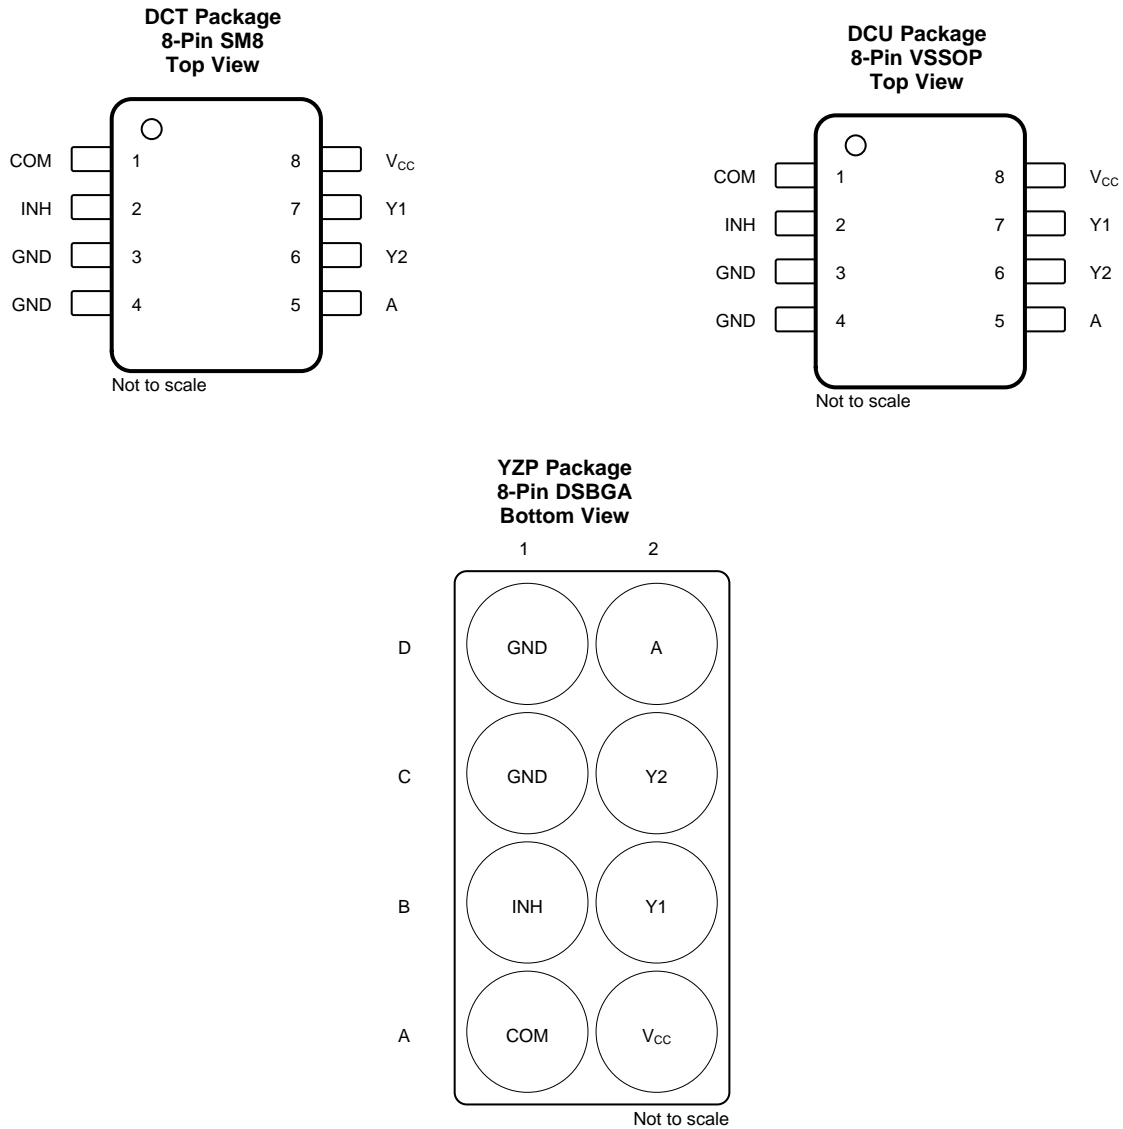 DCT Package
8-Pin SM8
Top View
COM 1 8 VCC
INH 2 7 Y1
GND 3 6 Y2
GND 4 5 A
Not to scale
DCU Package
8-Pin VSSOP
Top View
COM 1 8 VCC
INH 2 7 Y1
GND 3 6 Y2
GND 4 5 A
Not to scale
YZP Package
8-Pin DSBGA
Bottom View
1 2
D GND A
C GND Y2
B INH Y1
A COM VCC
Not to scale